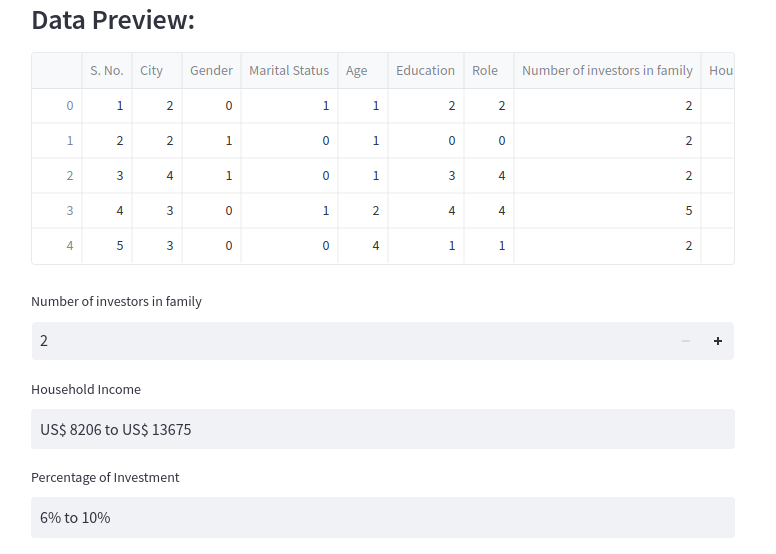 Data Preview:
S. No. City Gender Marital Status Age Education Role Number of investors in family Hou
0 1 2 0 1 1 2 2 2
1 2 2 1 0 1 0 0 2
2 3 4 1 0 1 3 4 2
3 4 3 0 1 2 4 4 5
4 5 3 0 0 4 1 1 2
Number of investors in family
2 − +
Household Income
US$ 8206 to US$ 13675
Percentage of Investment
6% to 10%